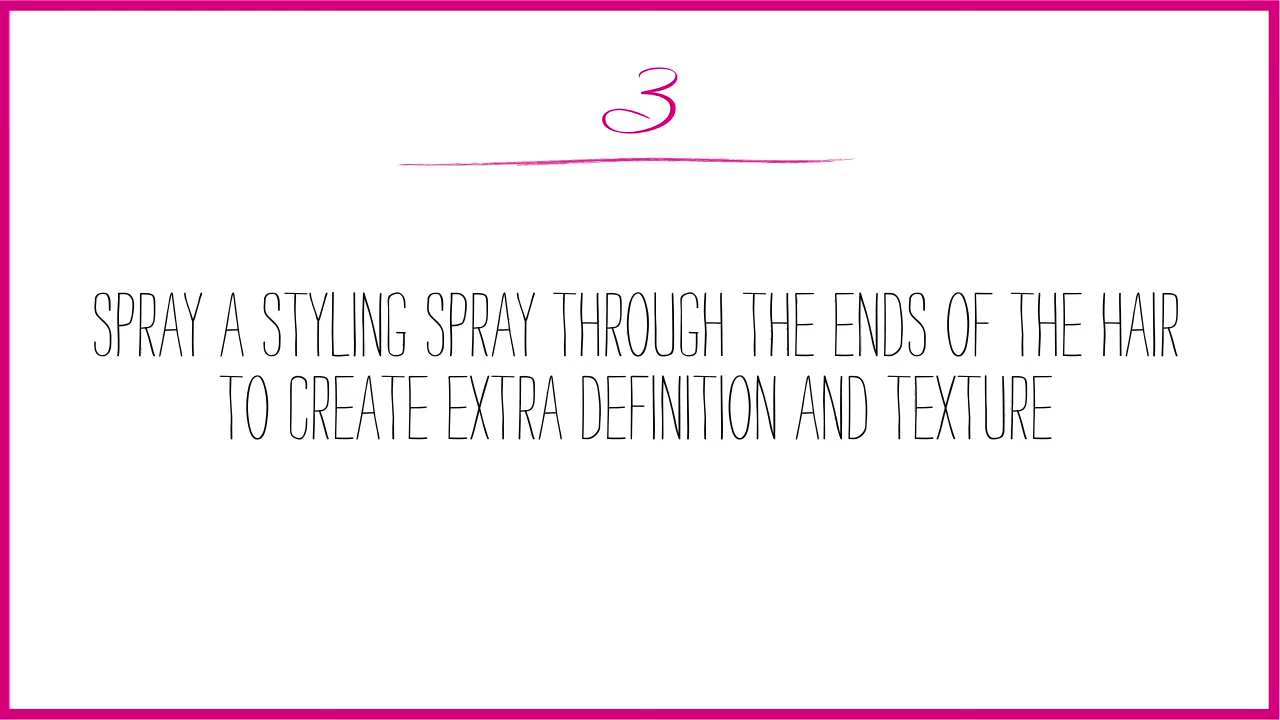 3
SPRAY A STYLING SPRAY THROUGH THE ENDS OF THE HAIR
TO CREATE EXTRA DEFINITION AND TEXTURE